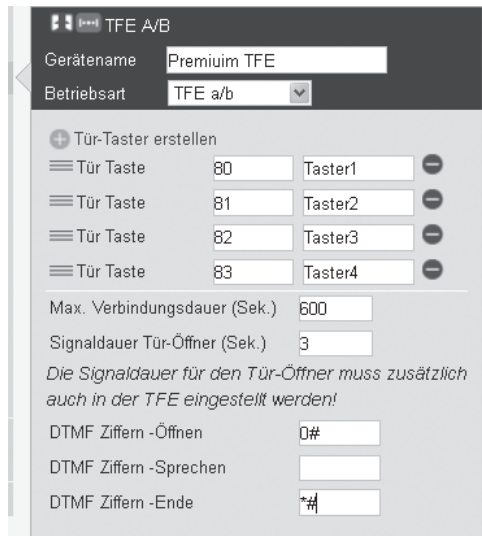 TFE A/B
Gerätename Premiuim TFE
Betriebsart TFE a/b
Tür-Taster erstellen
Tür Taste 80 Taster1
Tür Taste 81 Taster2
Tür Taste 82 Taster3
Tür Taste 83 Taster4
Max. Verbindungsdauer (Sek.) 600
Signaldauer Tür-Öffner (Sek.) 3
Die Signaldauer für den Tür-Öffner muss zusätzlich
auch in der TFE eingestellt werden!
DTMF Ziffern -Öffnen 0#
DTMF Ziffern -Sprechen
DTMF Ziffern -Ende *#